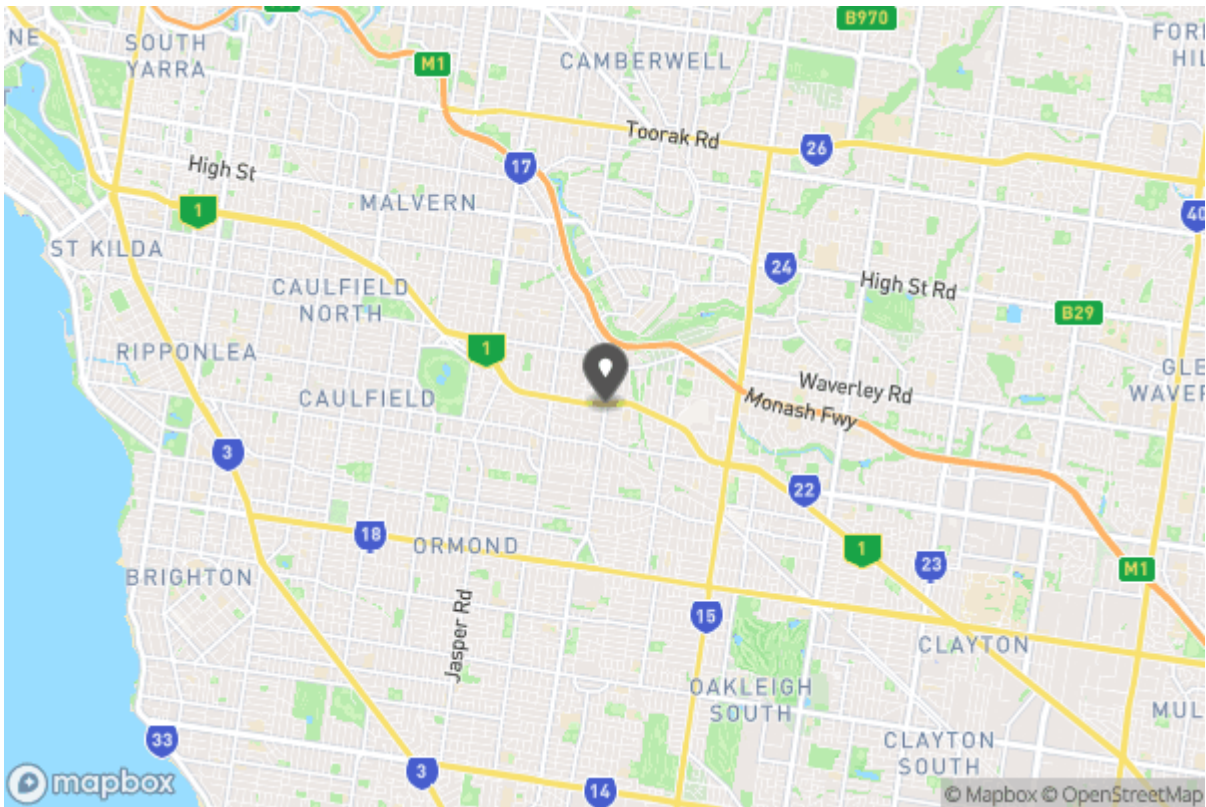 B970
NE
SOUTH
YARRA
M1
CAMBERWELL
HIL
Toorak Rd
26
High St
17
MALVERN
1
40
ST KILDA
24
High St Rd
CAULFIELD
NORTH
B29
1
RIPPONLEA
GLE
WAVER
Waverley Rd
CAULFIELD
Monash Fwy
3
22
18
ORMOND
1
23
BRIGHTON
M1
Jasper Rd
15
CLAYTON
OAKLEIGH
SOUTH
MUL
33
CLAYTON
SOUTH
3
14
mapbox
© Mapbox © OpenStreetMap